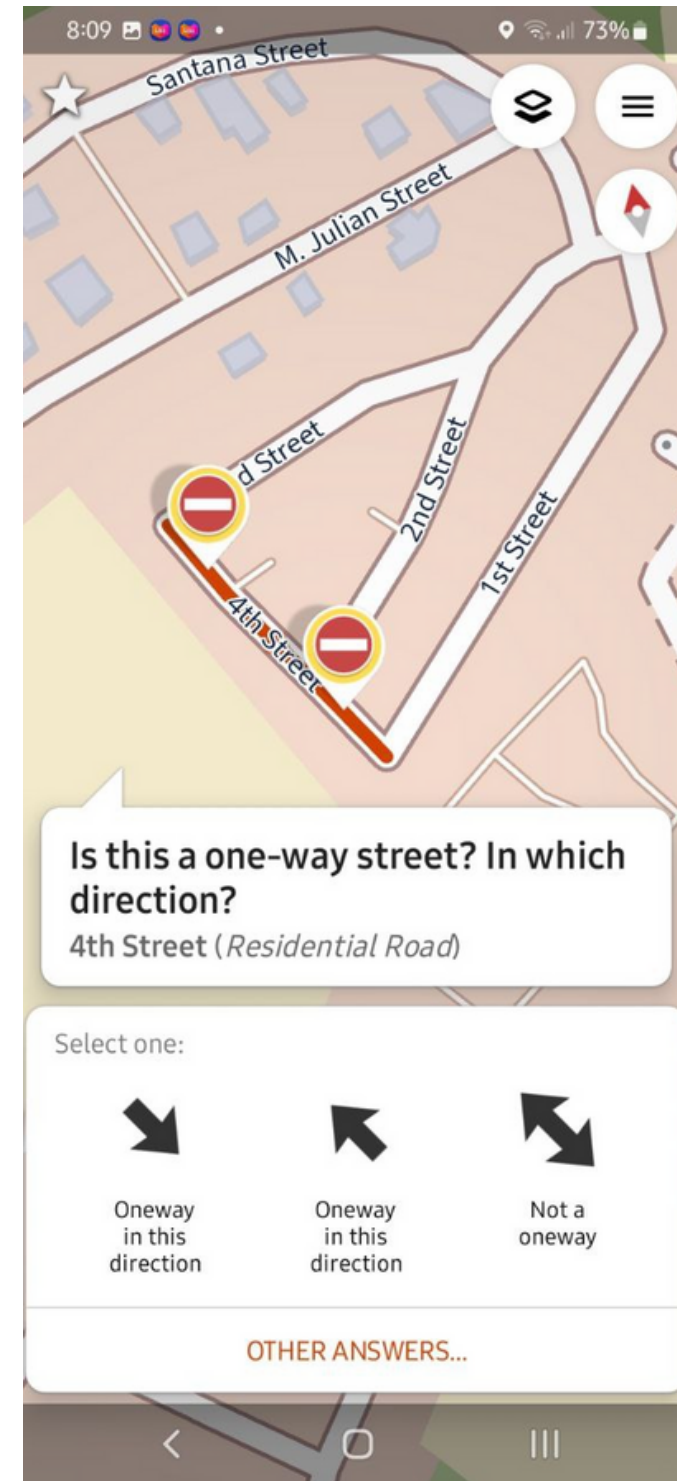 8:09
73%
Santana Street
M. Julian Street
d Street
2nd Street
1st Street
4th Street
Is this a one-way street? In which
direction?
4th Street (Residential Road)
Select one:
Oneway
in this
direction
Oneway
in this
direction
Not a
oneway
OTHER ANSWERS...